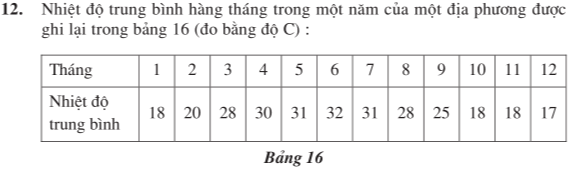 12. Nhiệt độ trung bình hàng tháng trong một năm của một địa phương được
ghi lại trong bảng 16 (đo bằng độ C) :
Tháng 1 2 3 4 5 6 7 8 9 10 11 12
Nhiệt độ
trung bình 18 20 28 30 31 32 31 28 25 18 18 17
Bảng 16